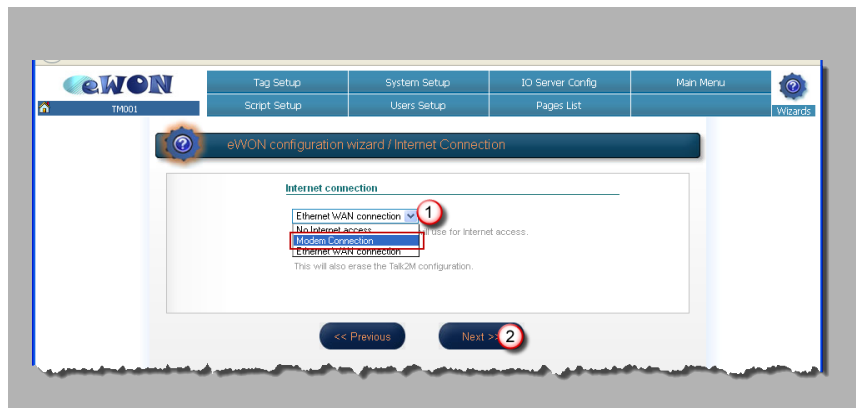 eWON
Tag Setup
System Setup
IO Server Config
Main Menu
TM001
Script Setup
Users Setup
Pages List
Wizards
eWON configuration wizard / Internet Connection
Internet connection
Ethernet WAN connection
1
No Internet access
use for Internet access.
Modem Connection
Ethernet WAN connection
This will also erase the Talk2M configuration.
<< Previous
Next >>
2